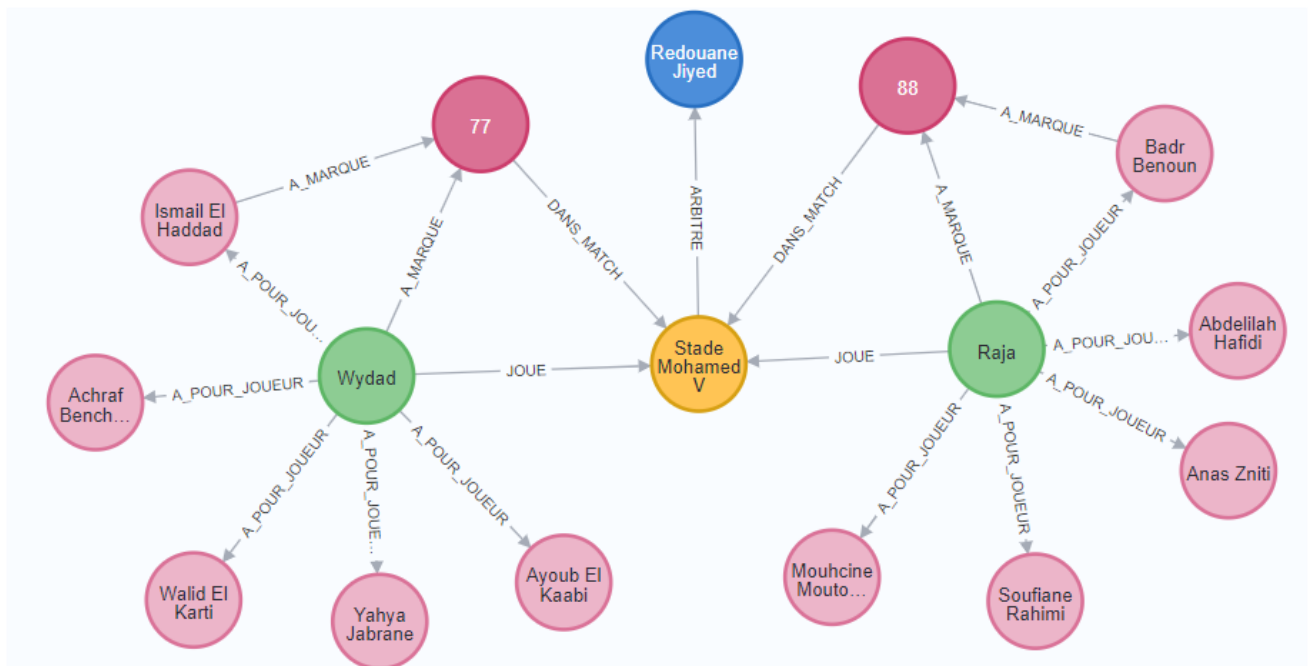 Redouane
Jiyed
77
88
A_MARQUE
A_MARQUE
Badr
Benoun
Ismail El
Haddad
A_MARQUE
DANS_MATCH
ARBITRE
DANS_MATCH
A_MARQUE
A_POUR_JOUEUR
A_POUR_JOU...
Wydad
JOUE
Stade
Mohamed
V
JOUE
Raja
A_POUR_JOU...
Abdelilah
Hafidi
Achraf
Bench...
A_POUR_JOUEUR
A_POUR_JOUEUR
Anas Zniti
A_POUR_JOUEUR
A_POUR_JOUE...
A_POUR_JOUEUR
A_POUR_JOUEUR
A_POUR_JOUEUR
Walid El
Karti
Yahya
Jabrane
Ayoub El
Kaabi
Mouhcine
Mouto...
Soufiane
Rahimi